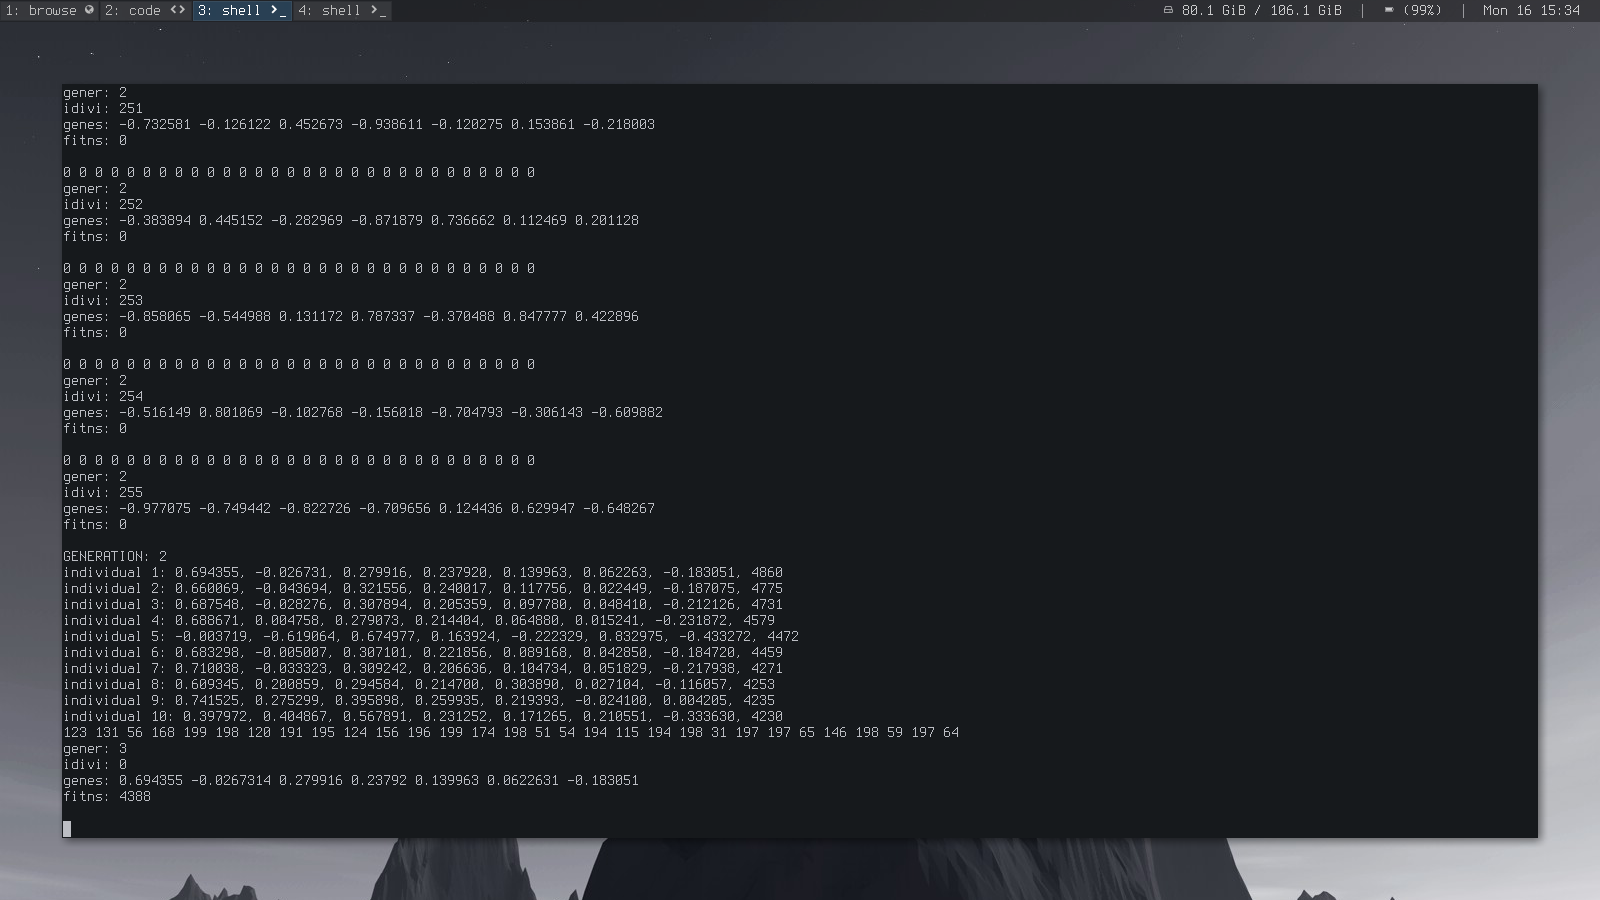 1: browse 2: code <> 3: shell >_ 4: shell >_ 80.1 GiB / 106.1 GiB | (99%) | Mon 16 15:34
gener: 2
idivi: 251
genes: -0.732581 -0.126122 0.452673 -0.938611 -0.120275 0.153861 -0.218003
fitns: 0
0 0 0 0 0 0 0 0 0 0 0 0 0 0 0 0 0 0 0 0 0 0 0 0 0 0 0 0 0 0
gener: 2
idivi: 252
genes: -0.383894 0.445152 -0.282969 -0.871879 0.736662 0.112469 0.201128
fitns: 0
0 0 0 0 0 0 0 0 0 0 0 0 0 0 0 0 0 0 0 0 0 0 0 0 0 0 0 0 0 0
gener: 2
idivi: 253
genes: -0.858065 -0.544988 0.131172 0.787337 -0.370488 0.847777 0.422896
fitns: 0
0 0 0 0 0 0 0 0 0 0 0 0 0 0 0 0 0 0 0 0 0 0 0 0 0 0 0 0 0 0
gener: 2
idivi: 254
genes: -0.516149 0.801069 -0.102768 -0.156018 -0.704793 -0.306143 -0.609882
fitns: 0
0 0 0 0 0 0 0 0 0 0 0 0 0 0 0 0 0 0 0 0 0 0 0 0 0 0 0 0 0 0
gener: 2
idivi: 255
genes: -0.977075 -0.749442 -0.822726 -0.709656 0.124436 0.629947 -0.648267
fitns: 0
GENERATION: 2
individual 1: 0.694355, -0.026731, 0.279916, 0.237920, 0.139963, 0.062263, -0.183051, 4860
individual 2: 0.660069, -0.043694, 0.321556, 0.240017, 0.117756, 0.022449, -0.187075, 4775
individual 3: 0.687548, -0.028276, 0.307894, 0.205359, 0.097780, 0.048410, -0.212126, 4731
individual 4: 0.688671, 0.004758, 0.279073, 0.214404, 0.064880, 0.015241, -0.231872, 4579
individual 5: -0.003719, -0.619064, 0.674977, 0.163924, -0.222329, 0.832975, -0.433272, 4472
individual 6: 0.683298, -0.005007, 0.307101, 0.221856, 0.089168, 0.042850, -0.184720, 4459
individual 7: 0.710038, -0.033323, 0.309242, 0.206636, 0.104734, 0.051829, -0.217938, 4271
individual 8: 0.609345, 0.200859, 0.294584, 0.214700, 0.303890, 0.027104, -0.116057, 4253
individual 9: 0.741525, 0.275299, 0.395898, 0.259935, 0.219393, -0.024100, 0.004205, 4235
individual 10: 0.397972, 0.404867, 0.567891, 0.231252, 0.171265, 0.210551, -0.333630, 4230
123 131 56 168 199 198 120 191 195 124 156 196 199 174 198 51 54 194 115 194 198 31 197 197 65 146 198 59 197 64
gener: 3
idivi: 0
genes: 0.694355 -0.0267314 0.279916 0.23792 0.139963 0.0622631 -0.183051
fitns: 4388